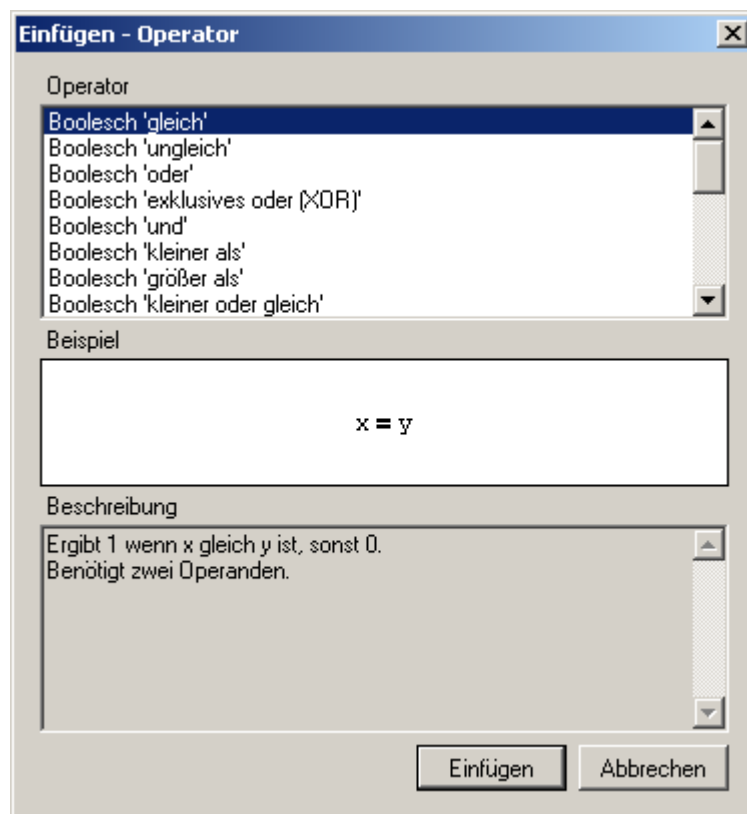 Einfügen - Operator
Operator
Boolesch 'gleich'
Boolesch 'ungleich'
Boolesch 'oder'
Boolesch 'exklusives oder (XOR)'
Boolesch 'und'
Boolesch 'kleiner als'
Boolesch 'größer als'
Boolesch 'kleiner oder gleich'
Beispiel
x = y
Beschreibung
Ergibt 1 wenn x gleich y ist, sonst 0.
Benötigt zwei Operanden.
Einfügen Abbrechen